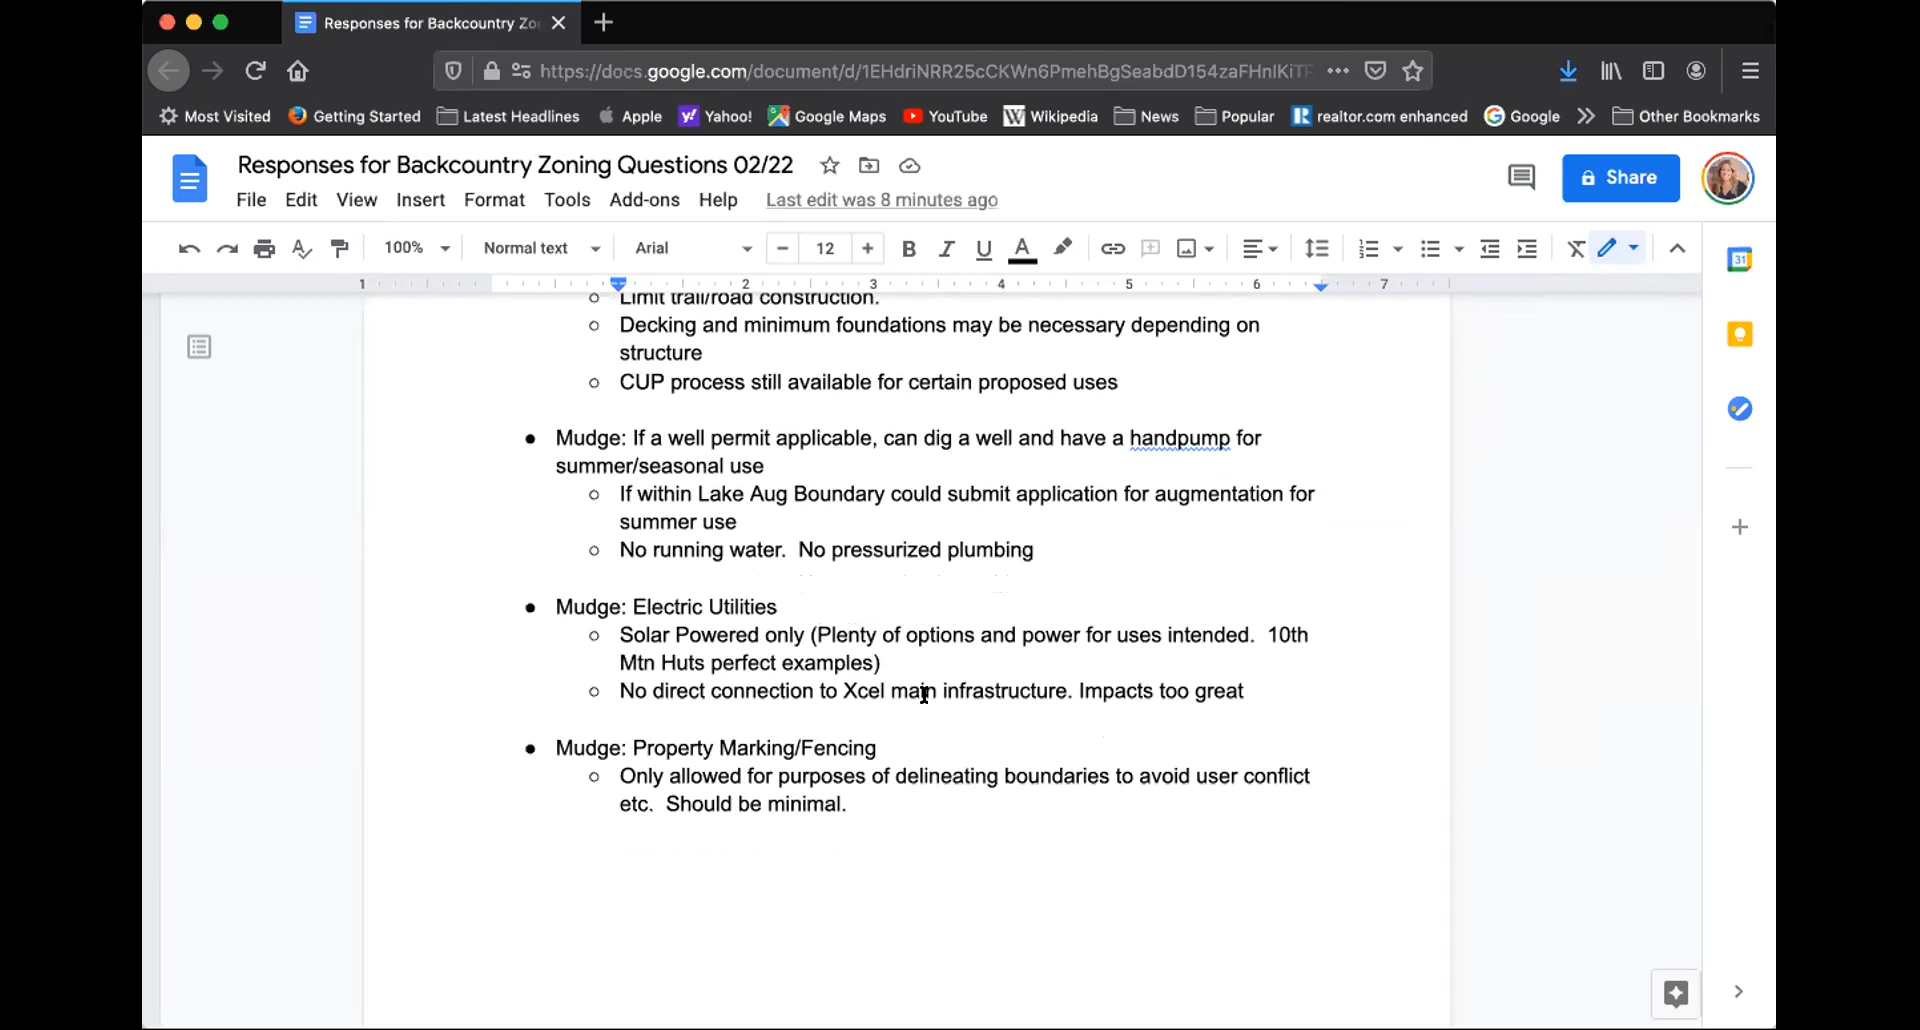 Responses for Backcountry Zo
https://docs.google.com/document/d/1EHdriNRR25cCKWn6PmehBgSeabdD154zaFHnIKiTF
Most Visited Getting Started Latest Headlines Apple Yahoo! Google Maps YouTube Wikipedia News Popular realtor.com enhanced Google Other Bookmarks
Responses for Backcountry Zoning Questions 02/22
Share
File Edit View Insert Format Tools Add-ons Help Last edit was 8 minutes ago
100% Normal text Arial 12
31
1 2 3 4 5 6 7
Limit trail/road construction.
Decking and minimum foundations may be necessary depending on
structure
CUP process still available for certain proposed uses
Mudge: If a well permit applicable, can dig a well and have a handpump for
summer/seasonal use
If within Lake Aug Boundary could submit application for augmentation for
summer use
No running water. No pressurized plumbing
Mudge: Electric Utilities
Solar Powered only (Plenty of options and power for uses intended. 10th
Mtn Huts perfect examples)
No direct connection to Xcel main infrastructure. Impacts too great
Mudge: Property Marking/Fencing
Only allowed for purposes of delineating boundaries to avoid user conflict
etc. Should be minimal.